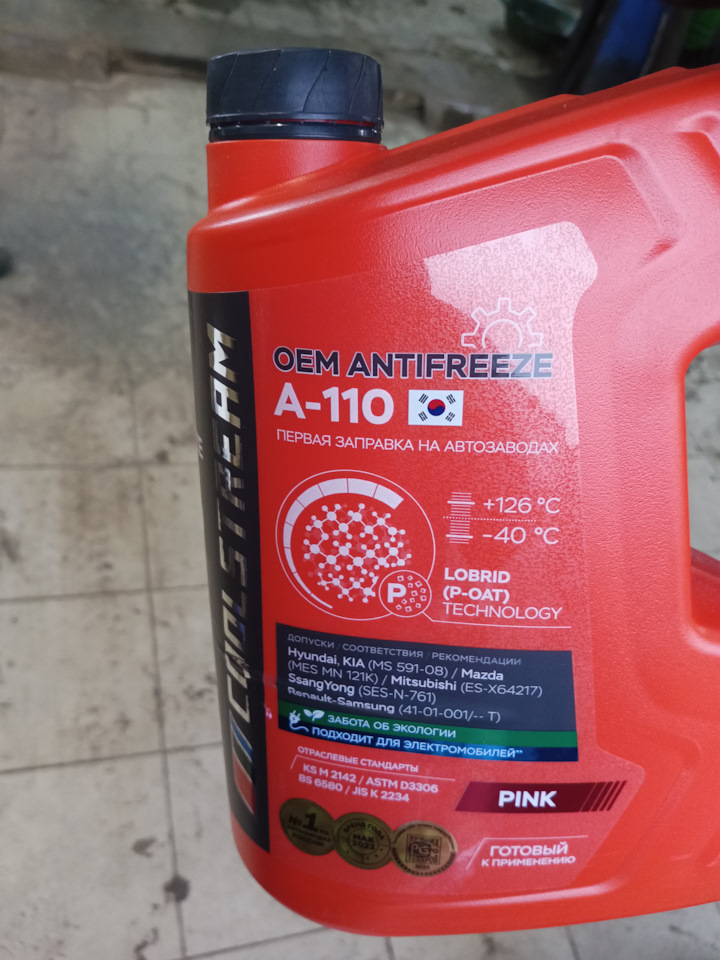 COOLSTREAM
OEM ANTIFREEZE
A-110
ПЕРВАЯ ЗАПРАВКА НА АВТОЗАВОДАХ
+126 °C
-40 °C
P
LOBRID
(P-OAT)
TECHNOLOGY
ДОПУСКИ / СООТВЕТСТВИЯ / РЕКОМЕНДАЦИИ
Hyundai, KIA (MS 591-08) / Mazda
(MES MN 121K) / Mitsubishi (ES-X64217)
SsangYong (SES-N-761)
Renault-Samsung (41-01-001/-- T)
ЗАБОТА ОБ ЭКОЛОГИИ
ПОДХОДИТ ДЛЯ ЭЛЕКТРОМОБИЛЕЙ**
ОТРАСЛЕВЫЕ СТАНДАРТЫ
KS M 2142 / ASTM D3306
BS 6580 / JIS K 2234
PINK
№1
ГОТОВЫЙ
К ПРИМЕНЕНИЮ